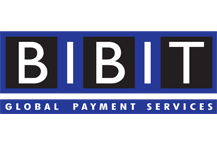 BIBIT
GLOBAL PAYMENT SERVICES